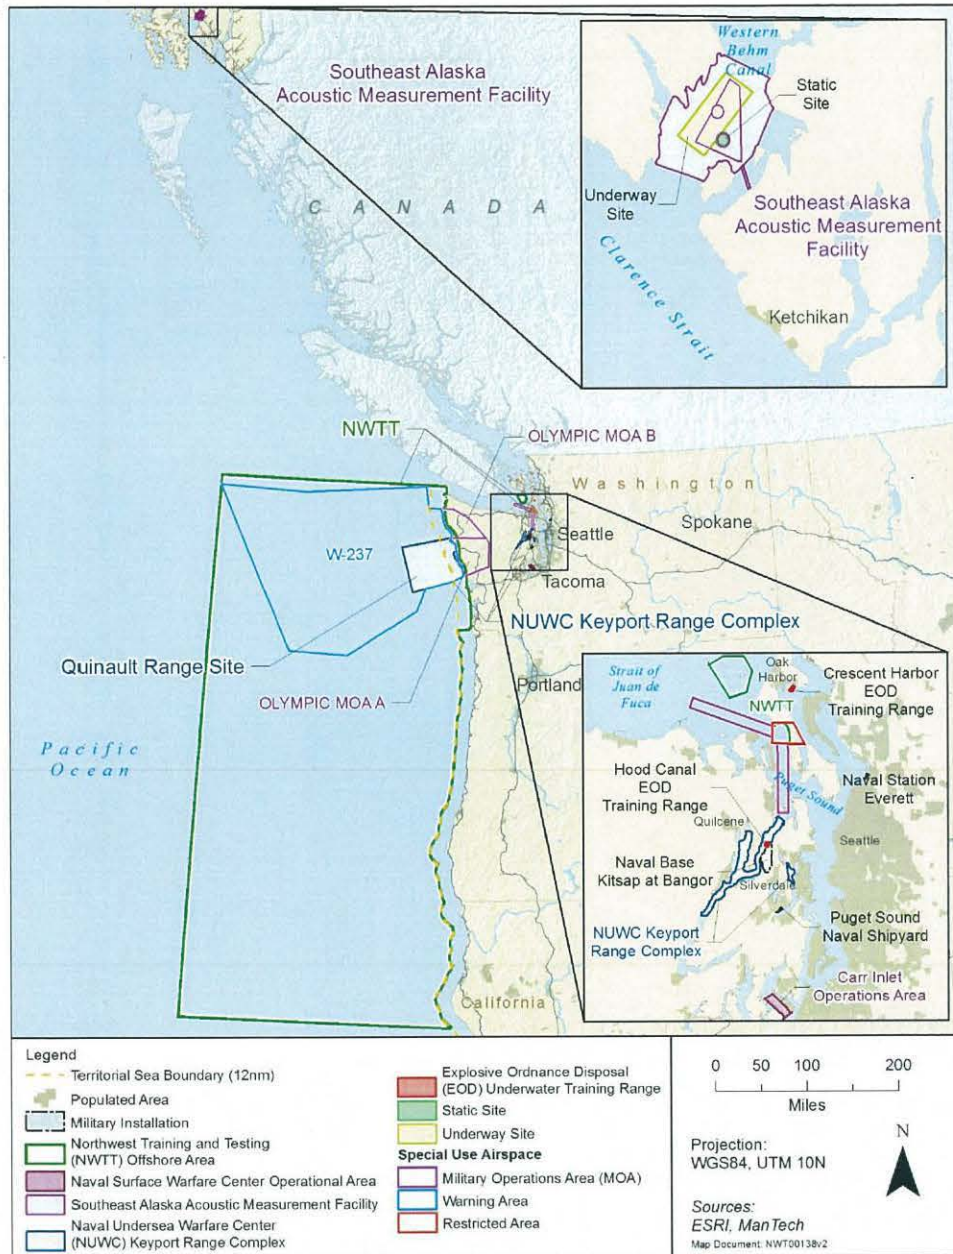 Southeast Alaska
Acoustic Measurement Facility
CANADA
Western
Behm
Canal
Static
Site
Underway
Site
Southeast Alaska
Acoustic Measurement
Facility
Clarence Strait
Ketchikan
NWTT
OLYMPIC MOA B
Washington
Spokane
Seattle
W-237
Tacoma
NUWC Keyport Range Complex
Quinault Range Site
Portland
OLYMPIC MOA A
Pacific
Ocean
California
Strait of
Juan de
Fuca
Oak
Harbor
Crescent Harbor
EOD
Training Range
NWTT
Hood Canal
EOD
Training Range
Puget Sound
Naval Station
Everett
Quilcene
Seattle
Naval Base
Kitsap at Bangor
Silverdale
NUWC Keyport
Range Complex
Puget Sound
Naval Shipyard
Carr Inlet
Operations Area
Legend
Territorial Sea Boundary (12nm)
Populated Area
Military Installation
Northwest Training and Testing
(NWTT) Offshore Area
Naval Surface Warfare Center Operational Area
Southeast Alaska Acoustic Measurement Facility
Naval Undersea Warfare Center
(NUWC) Keyport Range Complex
Explosive Ordnance Disposal
(EOD) Underwater Training Range
Static Site
Underway Site
Special Use Airspace
Military Operations Area (MOA)
Warning Area
Restricted Area
0 50 100 200
Miles
Projection:
WGS84, UTM 10N
N
Sources:
ESRI, ManTech
Map Document: NWT00138v2